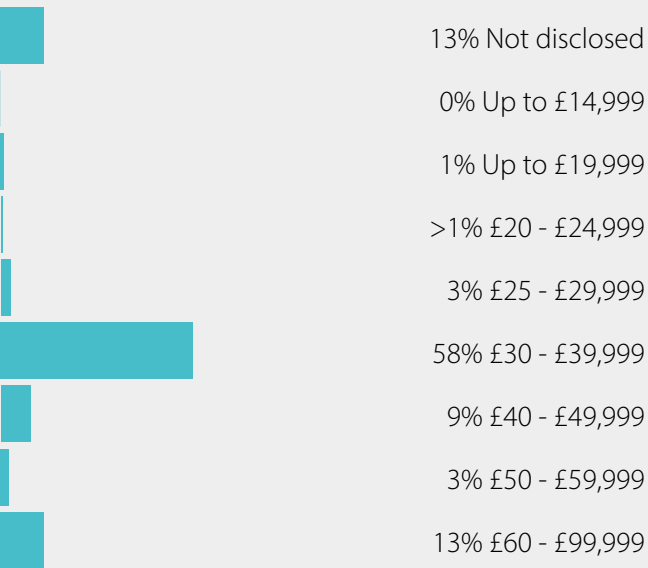 13% Not disclosed
0% Up to £14,999
1% Up to £19,999
>1% £20 - £24,999
3% £25 - £29,999
58% £30 - £39,999
9% £40 - £49,999
3% £50 - £59,999
13% £60 - £99,999